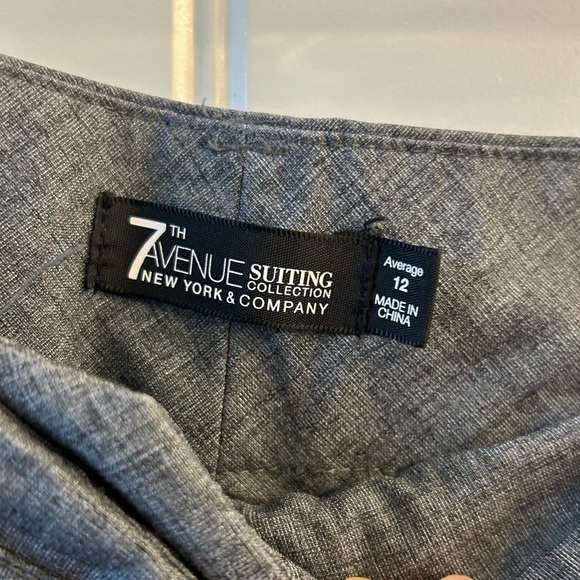 7TH
AVENUE SUITING
COLLECTION
NEW YORK & COMPANY
Average
12
MADE IN
CHINA